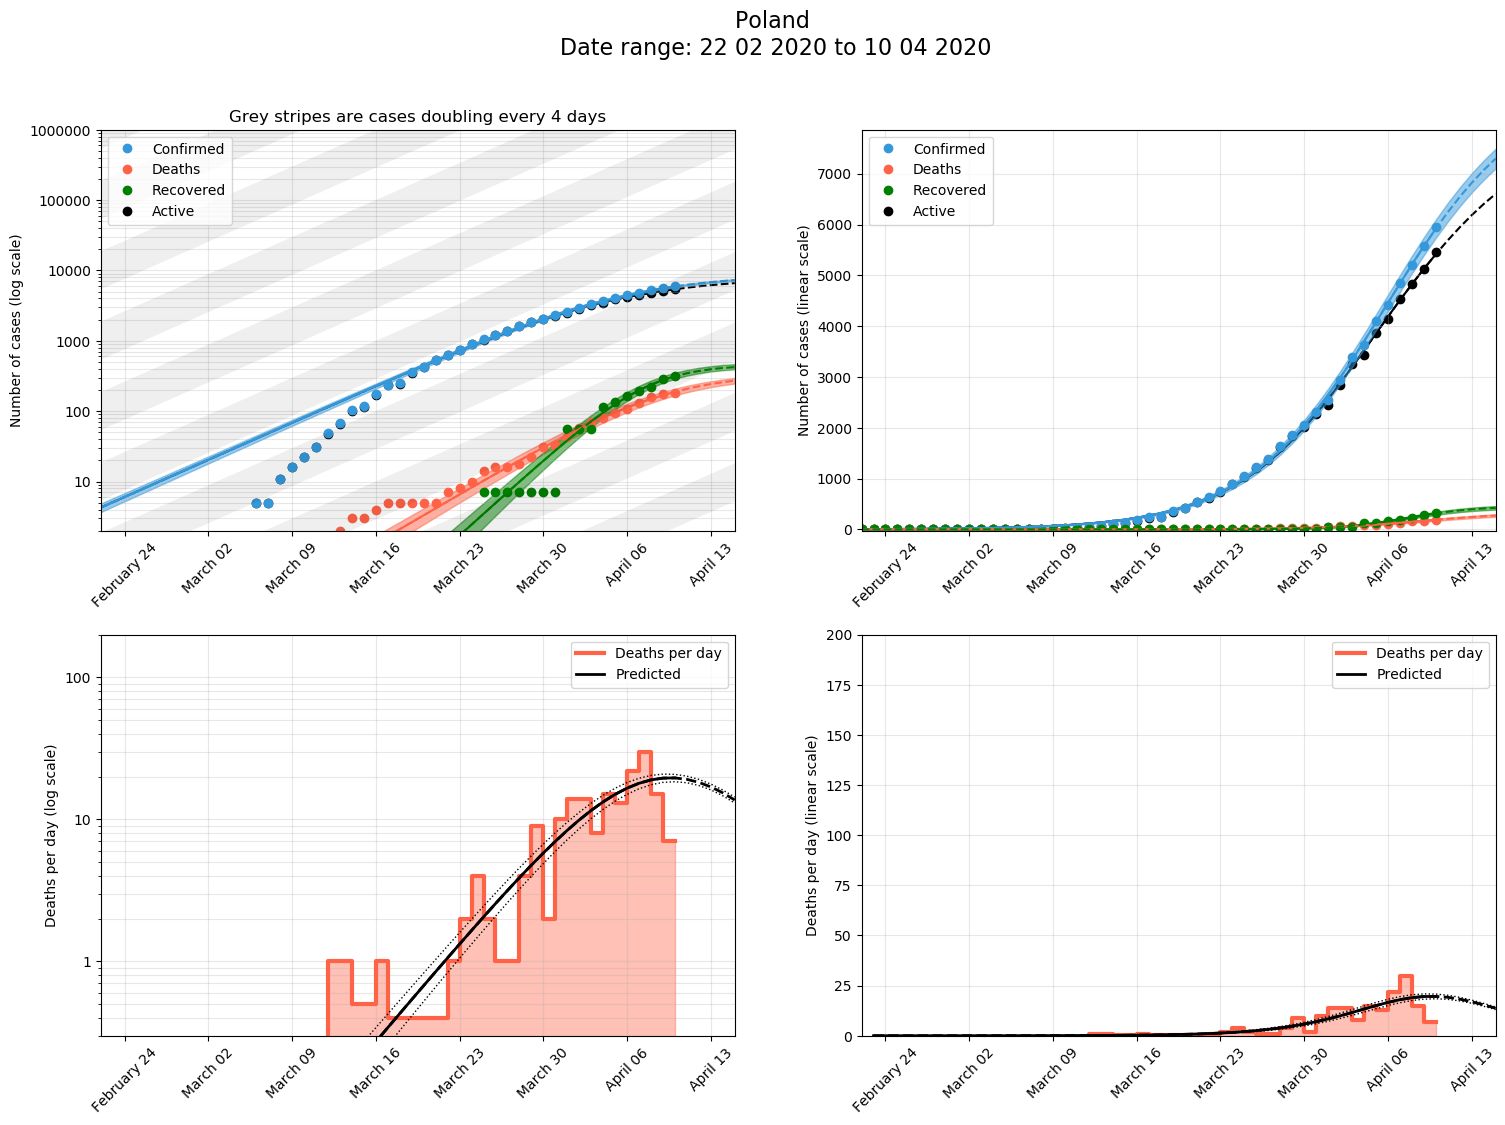 Poland
Date range: 22 02 2020 to 10 04 2020
Grey stripes are cases doubling every 4 days
Number of cases (log scale)
1000000
100000
10000
1000
100
10
Confirmed
Deaths
Recovered
Active
February 24
March 02
March 09
March 16
March 23
March 30
April 06
April 13
Number of cases (linear scale)
7000
6000
5000
4000
3000
2000
1000
0
Confirmed
Deaths
Recovered
Active
February 24
March 02
March 09
March 16
March 23
March 30
April 06
April 13
Deaths per day (log scale)
100
10
1
Deaths per day
Predicted
February 24
March 02
March 09
March 16
March 23
March 30
April 06
April 13
Deaths per day (linear scale)
200
175
150
125
100
75
50
25
0
Deaths per day
Predicted
February 24
March 02
March 09
March 16
March 23
March 30
April 06
April 13